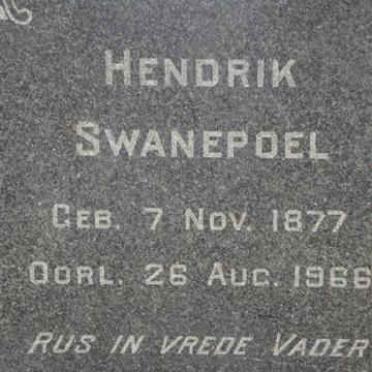 HENDRIK
SWANEPOEL
GEB. 7 NOV. 1877
OORL. 26 AUG. 1966
RUS IN VREDE VADER